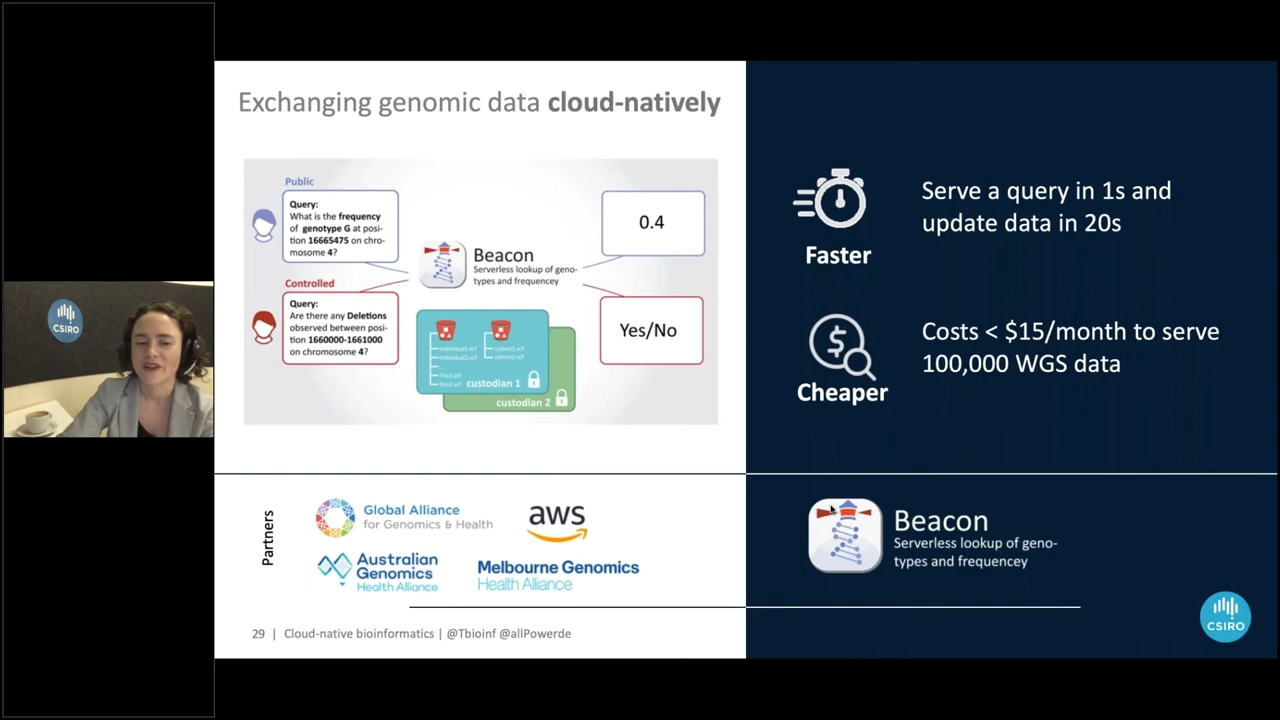 Exchanging genomic data cloud-natively
Public
Query:
What is the frequency
of genotype G at posi-
tion 16665475 on chro-
mosome 4?
Controlled
Query:
Are there any Deletions
observed between posi-
tion 1660000-1661000
on chromosome 4?
Beacon
Serverless lookup of geno-
types and frequencey
0.4
Yes/No
custodian 1
custodian 2
Faster
Serve a query in 1s and
update data in 20s
Cheaper
Costs < $15/month to serve
100,000 WGS data
CSIRO
Partners
Global Alliance
for Genomics & Health
aws
Australian
Genomics
Health Alliance
Melbourne Genomics
Health Alliance
Beacon
Serverless lookup of geno-
types and frequencey
29 | Cloud-native bioinformatics | @Tbioinf @allPowerde
CSIRO